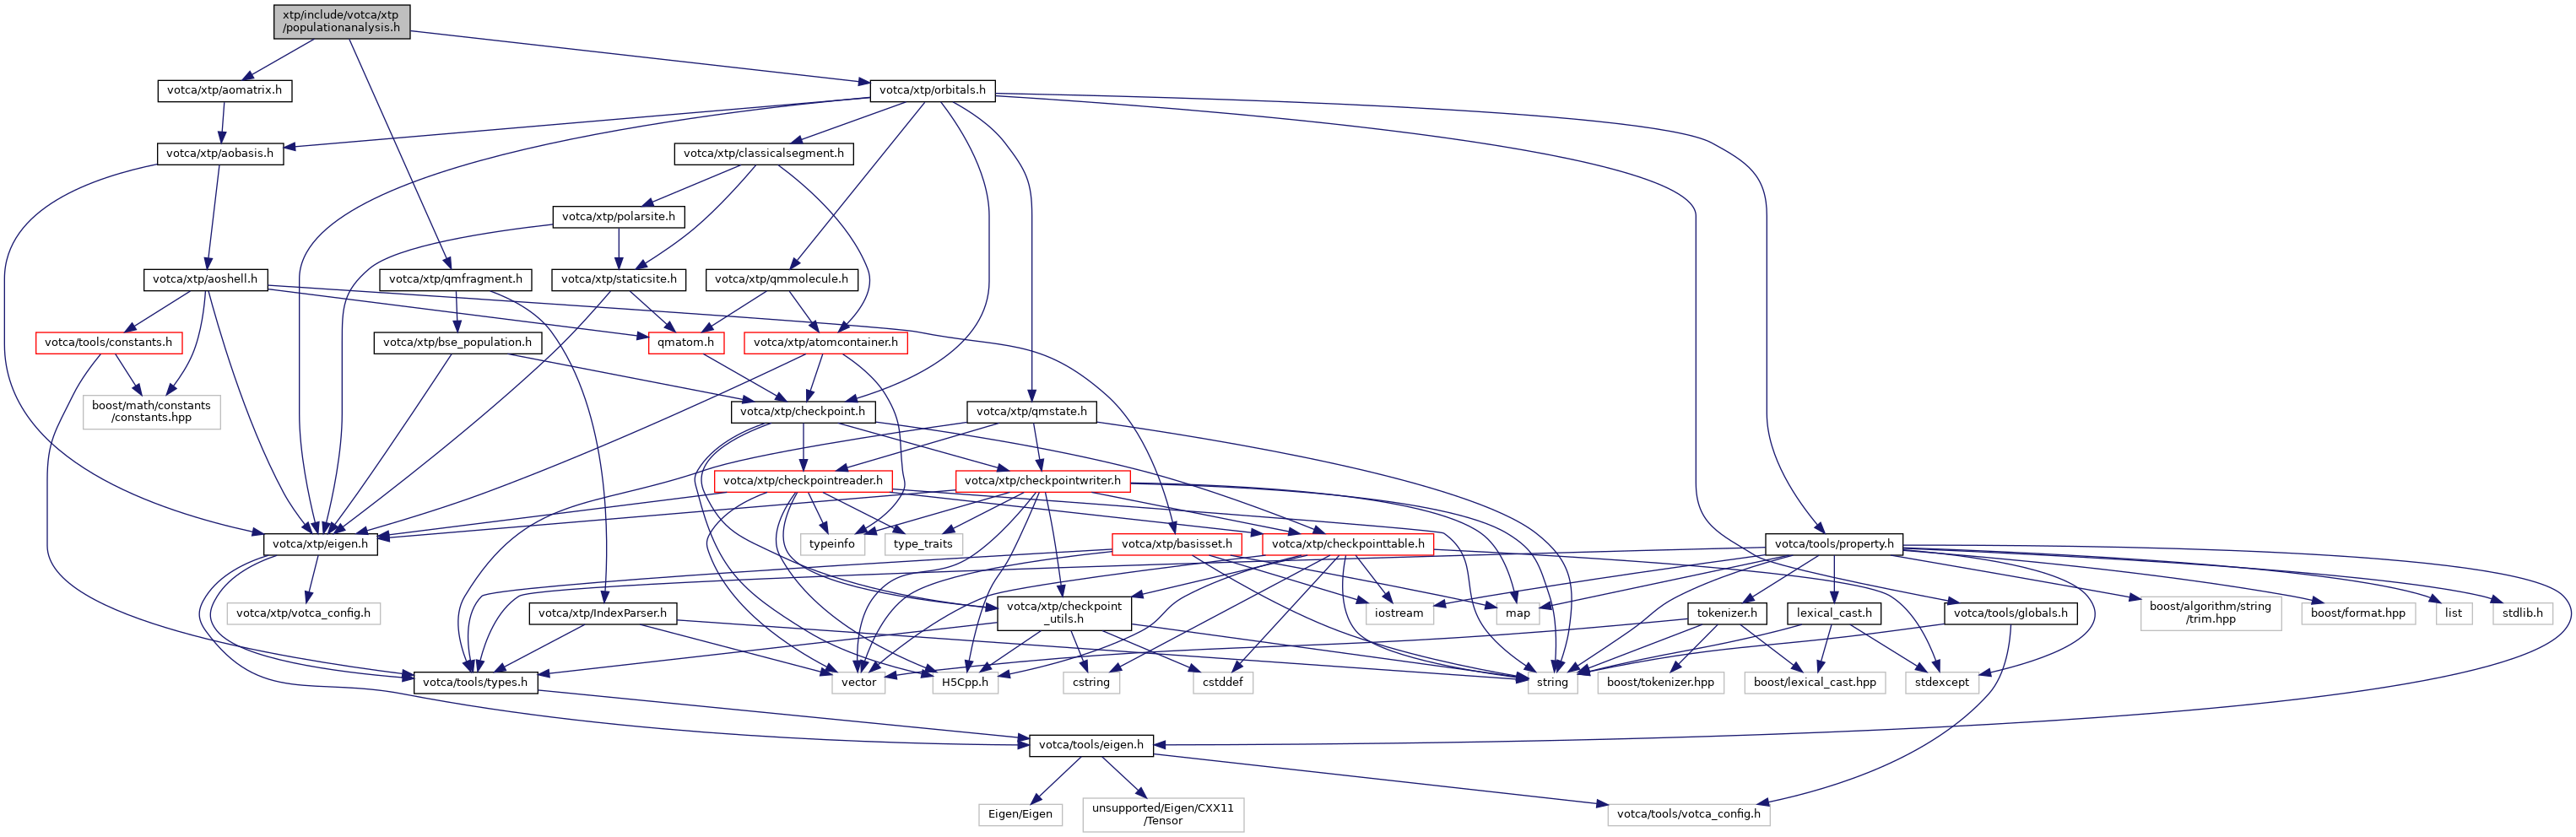 xtp/include/votca/xtp
/populationanalysis.h
votca/xtp/aomatrix.h
votca/xtp/orbitals.h
votca/xtp/aobasis.h
votca/xtp/classicalsegment.h
votca/xtp/polarsite.h
votca/xtp/aoshell.h
votca/xtp/qmfragment.h
votca/xtp/staticsite.h
votca/xtp/qmmolecule.h
votca/tools/constants.h
votca/xtp/bse_population.h
qmatom.h
votca/xtp/atomcontainer.h
boost/math/constants
/constants.hpp
votca/xtp/checkpoint.h
votca/xtp/qmstate.h
votca/xtp/checkpointreader.h
votca/xtp/checkpointwriter.h
votca/xtp/eigen.h
typeinfo
type_traits
votca/xtp/basisset.h
votca/xtp/checkpointtable.h
votca/tools/property.h
votca/xtp/votca_config.h
votca/xtp/IndexParser.h
votca/xtp/checkpoint
_utils.h
iostream
map
tokenizer.h
lexical_cast.h
votca/tools/globals.h
boost/algorithm/string
/trim.hpp
boost/format.hpp
list
stdlib.h
votca/tools/types.h
vector
H5Cpp.h
cstring
cstddef
string
boost/tokenizer.hpp
boost/lexical_cast.hpp
stdexcept
votca/tools/eigen.h
Eigen/Eigen
unsupported/Eigen/CXX11
/Tensor
votca/tools/votca_config.h